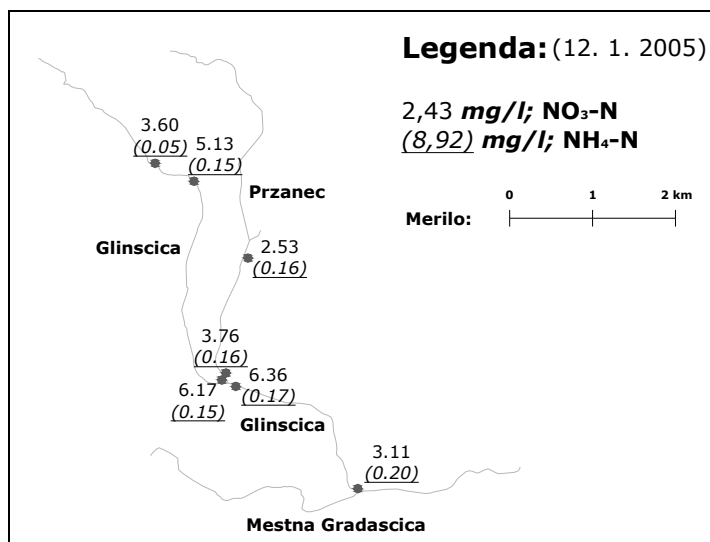 Legenda: (12. 1. 2005)
2,43 mg/l; NO₃-N
(8,92) mg/l; NH₄-N
0 1 2 km
Merilo:
3.60
(0.05)
5.13
(0.15)
Przanec
Glinscica
2.53
(0.16)
3.76
(0.16)
6.17
(0.15)
6.36
(0.17)
Glinscica
3.11
(0.20)
Mestna Gradascica